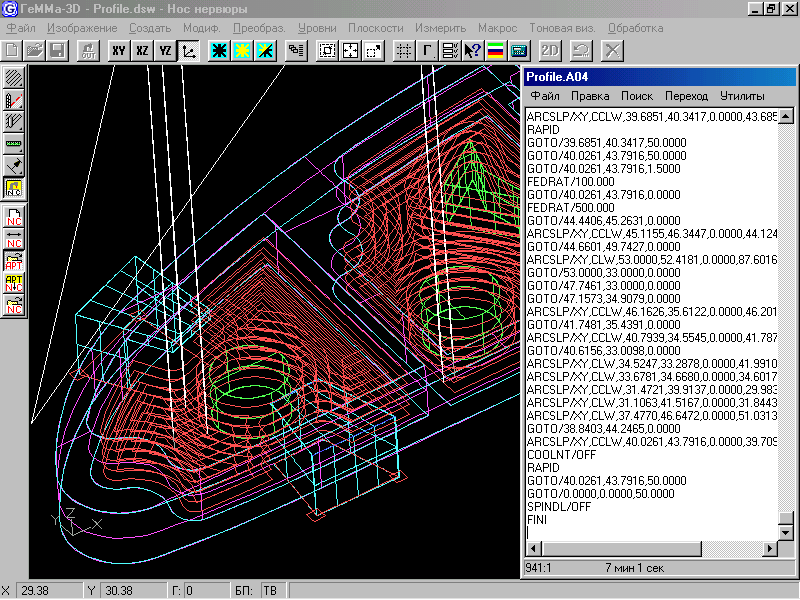 ГеММа-3D - Profile.dsw - Нос нервюры
Файл Изображение Создать Модиф. Преобраз. Уровни Плоскости Измерить Макрос Тоновая виз. Обработка
OUT XY XZ YZ Г ? 2D
Profile.A04
Файл Правка Поиск Переход Утилиты
ARCSLP/XY,CCLW,39.6851,40.3417,0.0000,43.685
RAPID
GOTO/39.6851,40.3417,50.0000
GOTO/40.0261,43.7916,50.0000
GOTO/40.0261,43.7916,1.5000
FEDRAT/100.000
GOTO/40.0261,43.7916,0.0000
FEDRAT/500.000
GOTO/44.4406,45.2631,0.0000
ARCSLP/XY,CCLW,45.1155,46.3447,0.0000,44.124
GOTO/44.6601,49.7427,0.0000
ARCSLP/XY,CLW,53.0000,52.4181,0.0000,87.6016
GOTO/53.0000,33.0000,0.0000
GOTO/47.7461,33.0000,0.0000
GOTO/47.1573,34.9079,0.0000
ARCSLP/XY,CCLW,46.1626,35.6122,0.0000,46.201
GOTO/41.7481,35.4391,0.0000
ARCSLP/XY,CCLW,40.7939,34.5545,0.0000,41.787
GOTO/40.6156,33.0098,0.0000
ARCSLP/XY,CLW,34.5247,33.2878,0.0000,41.9910
ARCSLP/XY,CLW,33.6781,34.6680,0.0000,34.6017
ARCSLP/XY,CLW,31.4721,39.9137,0.0000,29.983
ARCSLP/XY,CLW,31.1063,41.5167,0.0000,31.8443
ARCSLP/XY,CLW,37.4770,46.6472,0.0000,51.0313
GOTO/38.8403,44.2465,0.0000
ARCSLP/XY,CCLW,40.0261,43.7916,0.0000,39.709
COOLNT/OFF
RAPID
GOTO/40.0261,43.7916,50.0000
GOTO/0.0000,0.0000,50.0000
SPINDL/OFF
FINI
941:1 7 мин 1 сек
NC
NC
NC
APT
APT
NC
NC
Z
Y X
X 29.38 Y 30.38 Г: 0 БП: ТВ